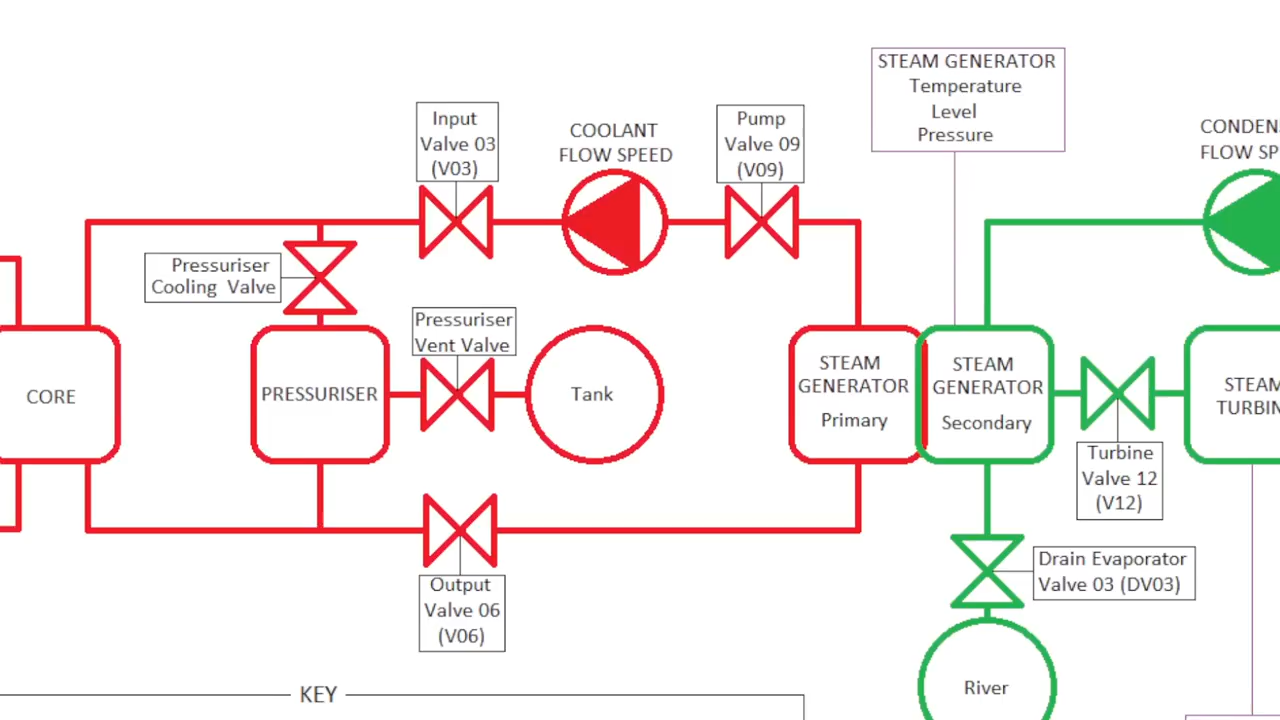 STEAM GENERATOR
Temperature
Level
Pressure
Input
Valve 03
(V03)
COOLANT
FLOW SPEED
Pump
Valve 09
(V09)
FLOW
Pressuriser
Cooling Valve
Pressuriser
Vent Valve
CORE
PRESSURISER
Tank
STEAM
GENERATOR
Primary
STEAM
GENERATOR
Secondary
STEAM
Turbine
Valve 12
(V12)
Output
Valve 06
(V06)
Drain Evaporator
Valve 03 (DV03)
River
KEY